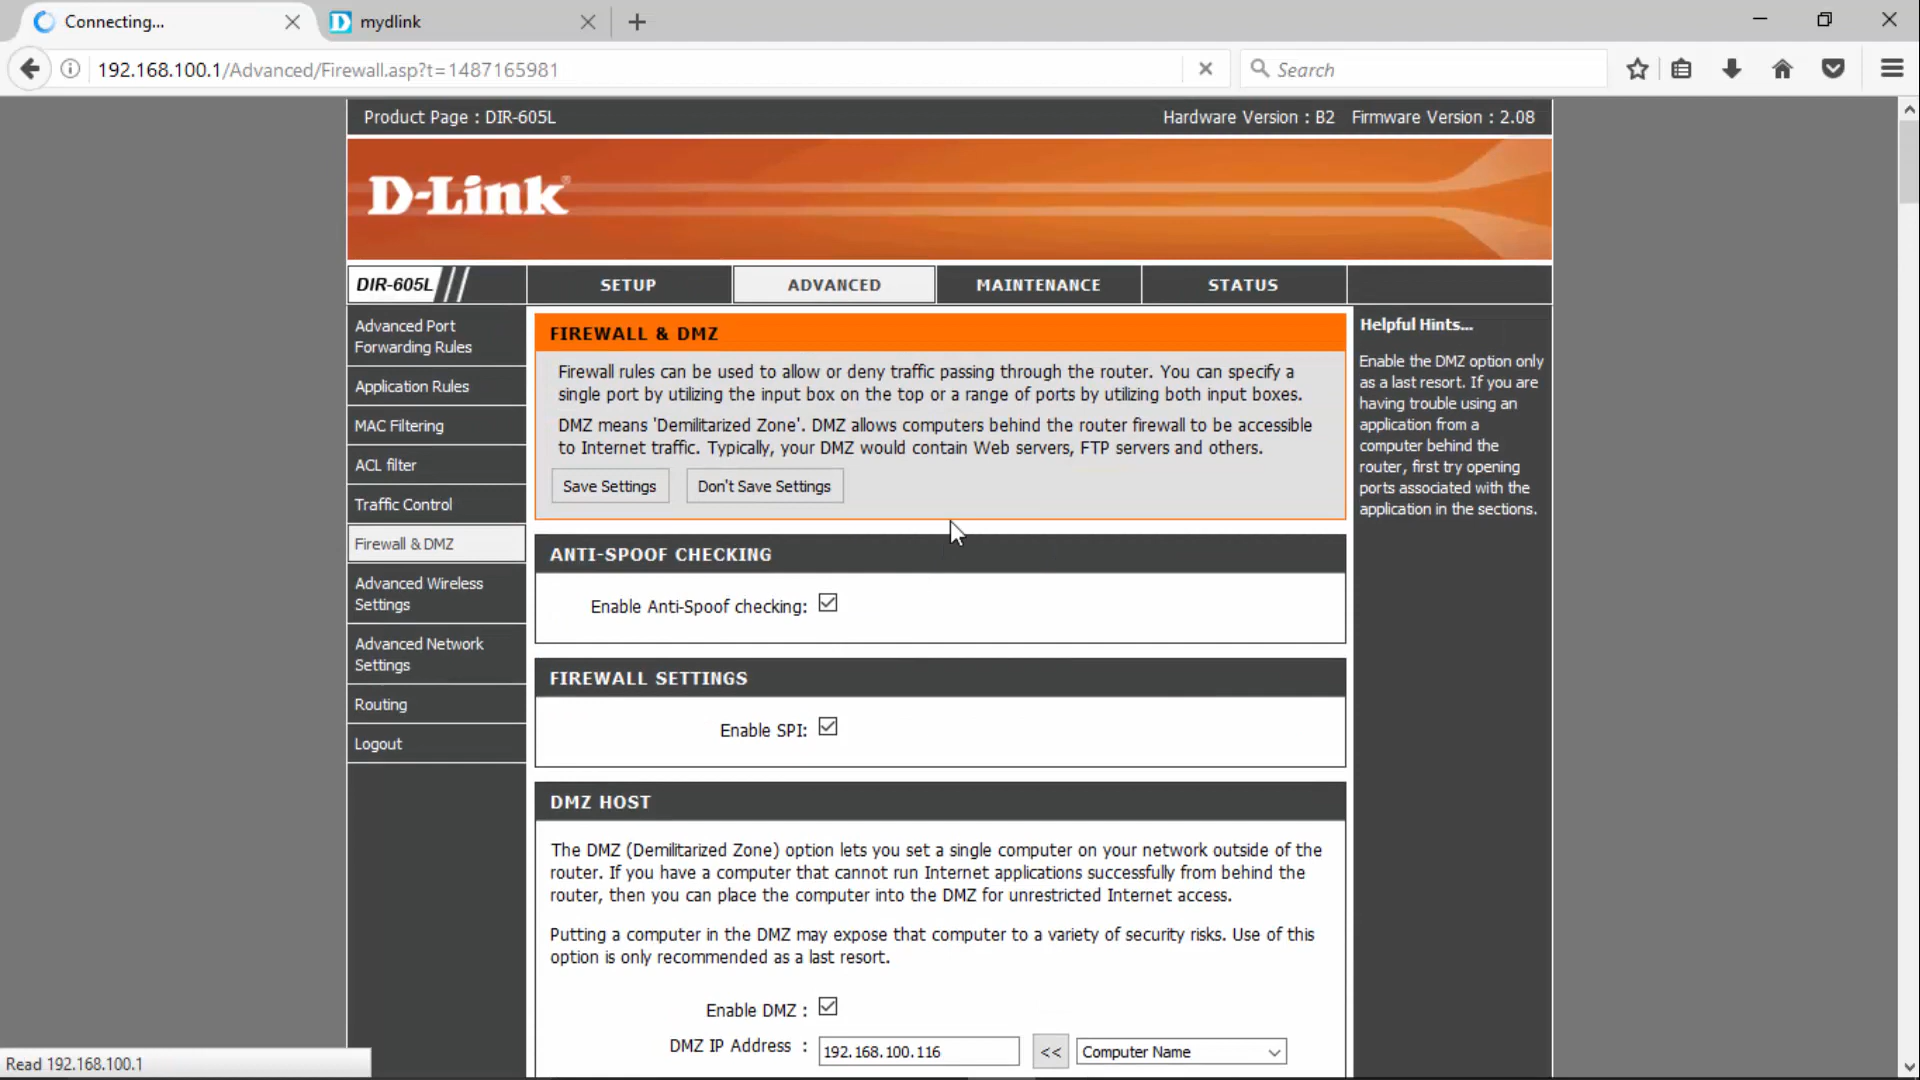 Connecting...
mydlink
192.168.100.1/Advanced/Firewall.asp?t=1487165981
Search
Product Page : DIR-605L
Hardware Version : B2 Firmware Version : 2.08
D-Link®
DIR-605L
SETUP
ADVANCED
MAINTENANCE
STATUS
Advanced Port
Forwarding Rules
Application Rules
MAC Filtering
ACL filter
Traffic Control
Firewall & DMZ
Advanced Wireless
Settings
Advanced Network
Settings
Routing
Logout
FIREWALL & DMZ
Firewall rules can be used to allow or deny traffic passing through the router. You can specify a
single port by utilizing the input box on the top or a range of ports by utilizing both input boxes.
DMZ means 'Demilitarized Zone'. DMZ allows computers behind the router firewall to be accessible
to Internet traffic. Typically, your DMZ would contain Web servers, FTP servers and others.
Save Settings
Don't Save Settings
ANTI-SPOOF CHECKING
Enable Anti-Spoof checking:
FIREWALL SETTINGS
Enable SPI:
DMZ HOST
The DMZ (Demilitarized Zone) option lets you set a single computer on your network outside of the
router. If you have a computer that cannot run Internet applications successfully from behind the
router, then you can place the computer into the DMZ for unrestricted Internet access.
Putting a computer in the DMZ may expose that computer to a variety of security risks. Use of this
option is only recommended as a last resort.
Enable DMZ :
DMZ IP Address : 192.168.100.116 << Computer Name
Helpful Hints...
Enable the DMZ option only
as a last resort. If you are
having trouble using an
application from a
computer behind the
router, first try opening
ports associated with the
application in the sections.
Read 192.168.100.1